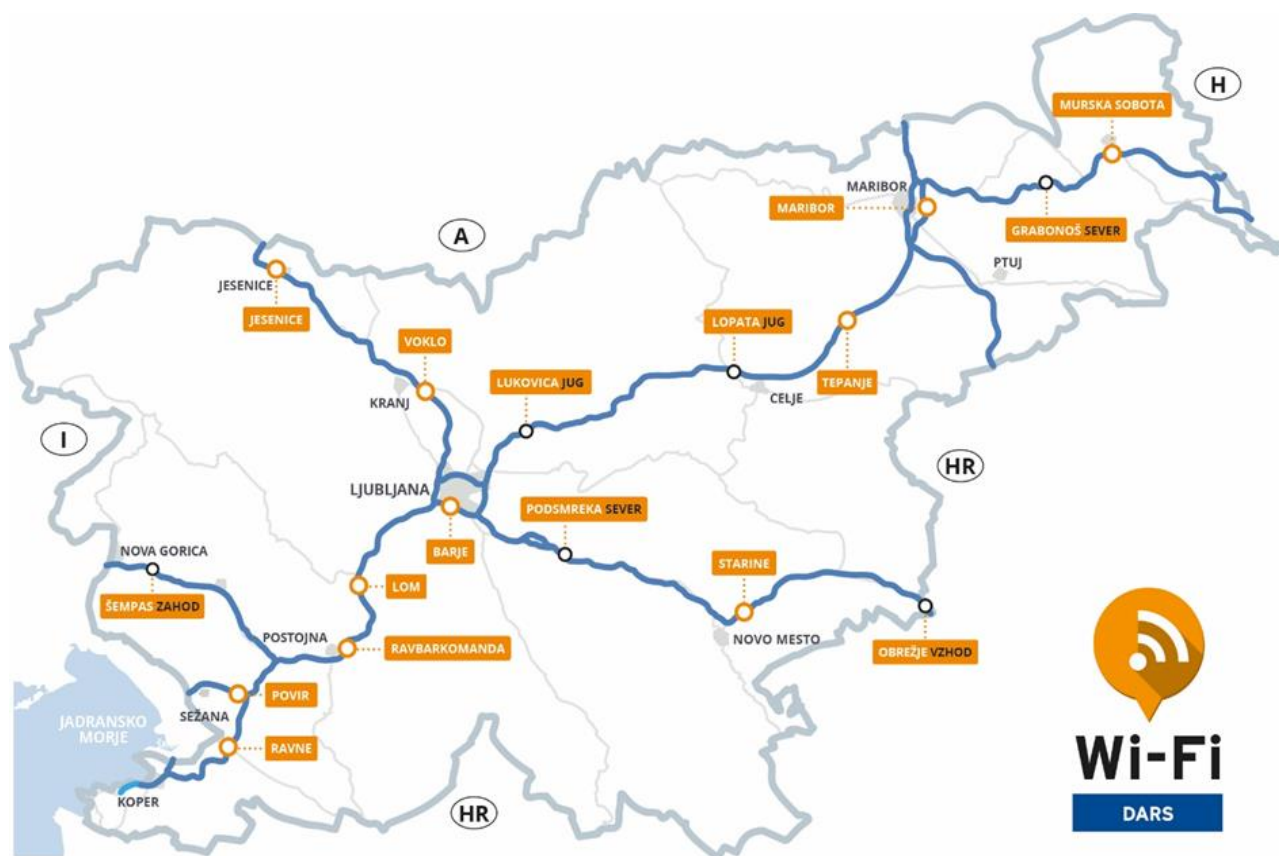 H
MURSKA SOBOTA
MARIBOR
MARIBOR
GRABONOŠ SEVER
A
PTUJ
JESENICE
JESENICE
LOPATA JUG
VOKLO
LUKOVICA JUG
TEPANJE
KRANJ
CELJE
I
HR
LJUBLJANA
PODSMREKA SEVER
BARJE
NOVA GORICA
STARINE
LOM
ŠEMPAS ZAHOD
POSTOJNA
RAVBARKOMANDA
NOVO MESTO
OBREŽJE VZHOD
POVIR
SEŽANA
JADRANSKO
MORJE
RAVNE
KOPER
HR
Wi-Fi
DARS